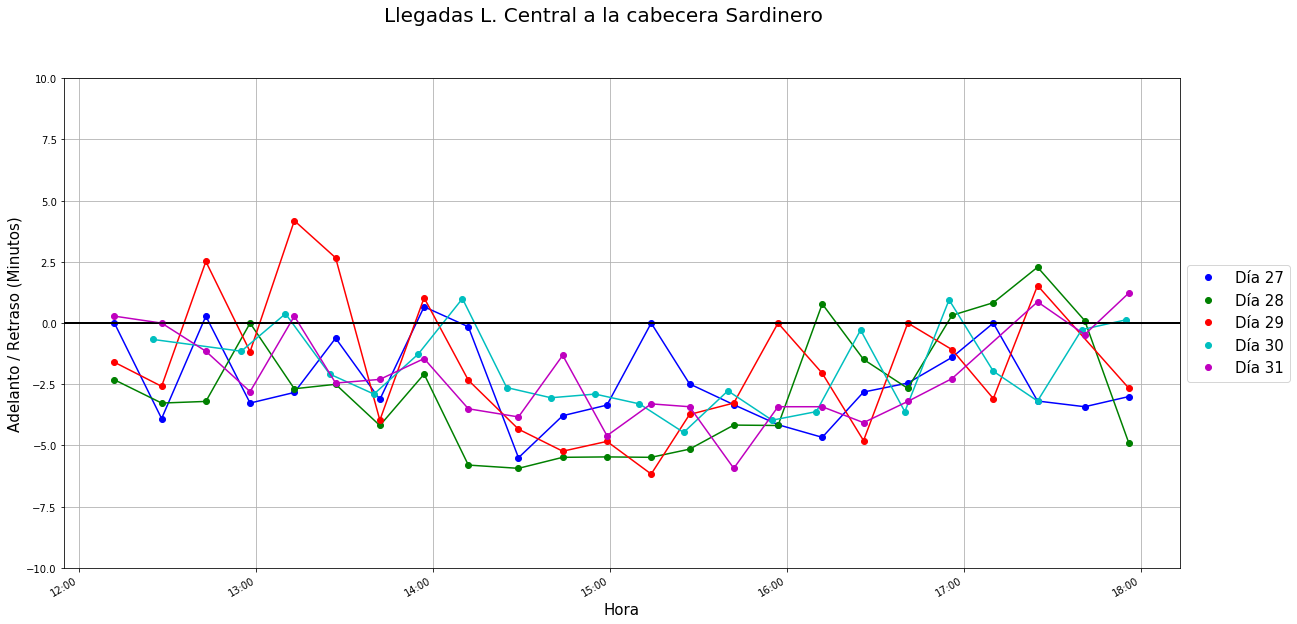 Llegadas L. Central a la cabecera Sardinero
Adelanto / Retraso (Minutos)
10.0
7.5
5.0
2.5
0.0
−2.5
−5.0
−7.5
−10.0
12:00
13:00
14:00
15:00
16:00
17:00
18:00
Hora
Día 27
Día 28
Día 29
Día 30
Día 31